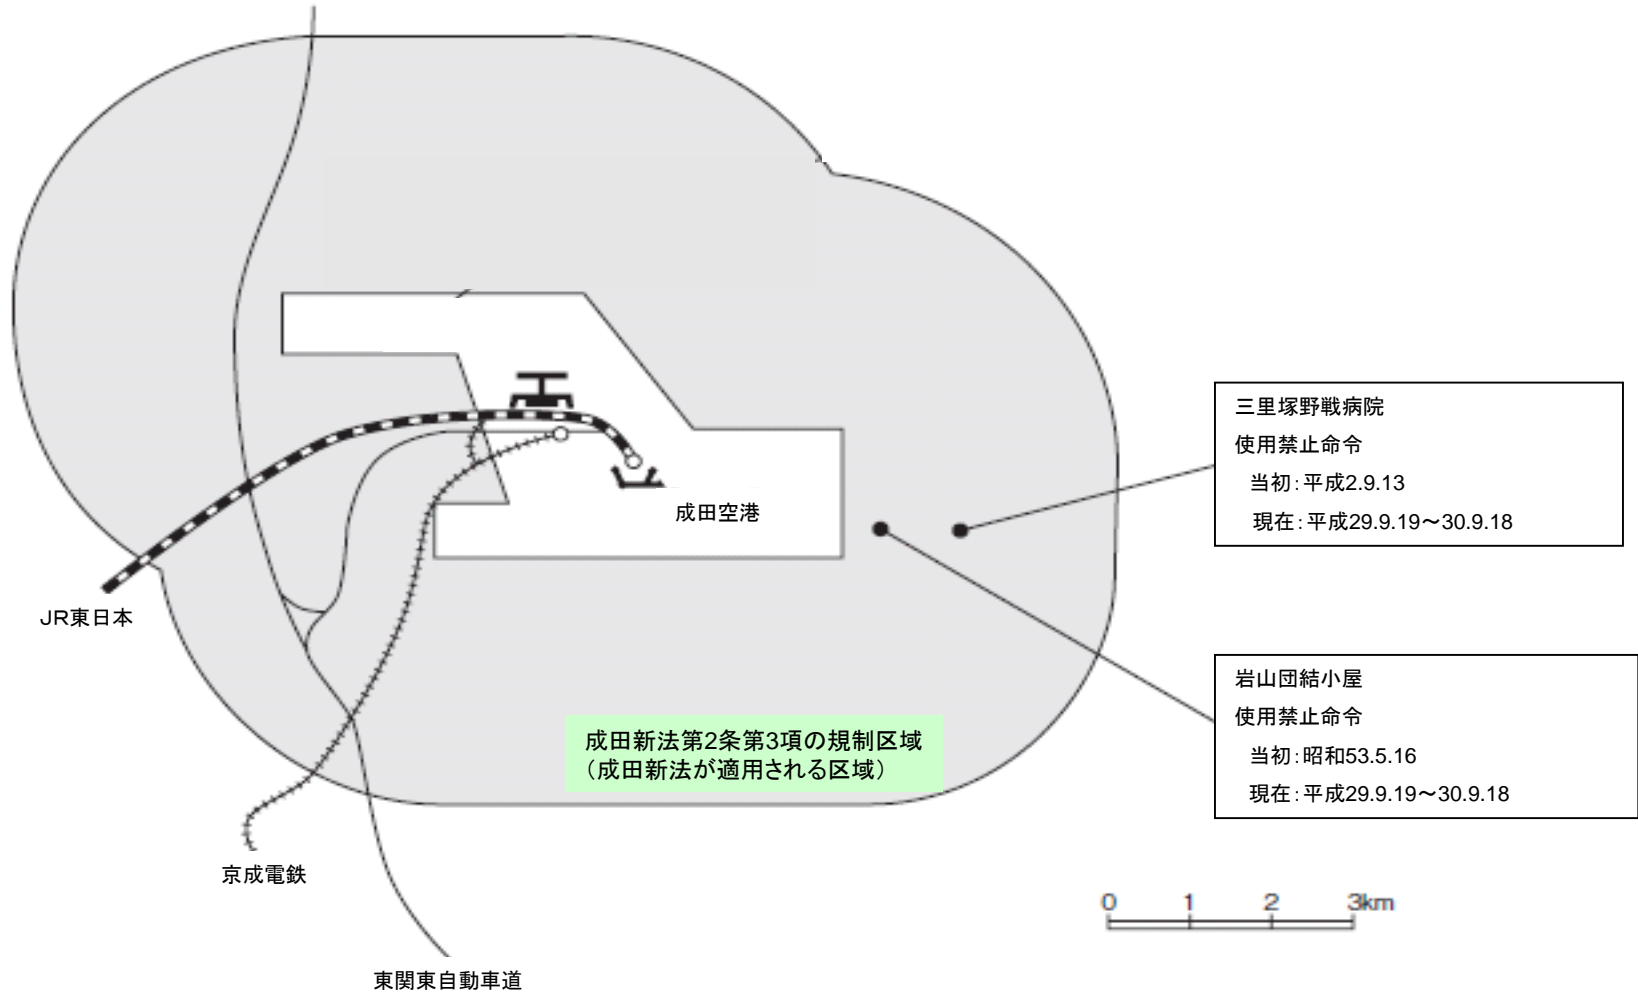 三里塚野戦病院
使用禁止命令
当初：平成2.9.13
現在：平成29.9.19～30.9.18
成田空港
JR東日本
岩山団結小屋
使用禁止命令
当初：昭和53.5.16
現在：平成29.9.19～30.9.18
成田新法第2条第3項の規制区域
（成田新法が適用される区域）
京成電鉄
0 1 2 3km
東関東自動車道